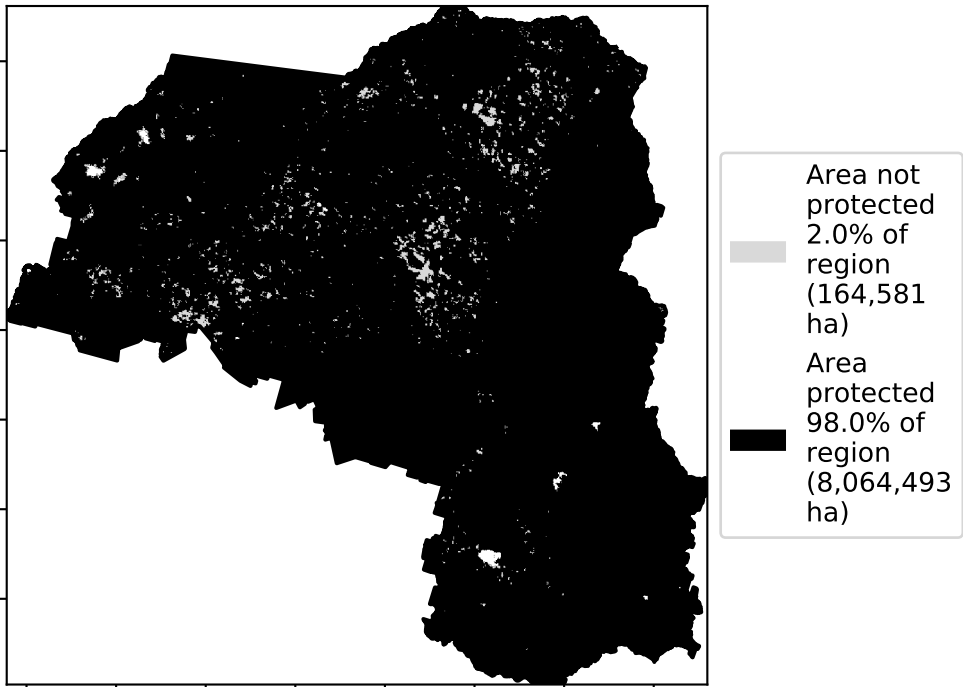 Area not
protected
2.0% of
region
(164,581
ha)
Area
protected
98.0% of
region
(8,064,493
ha)